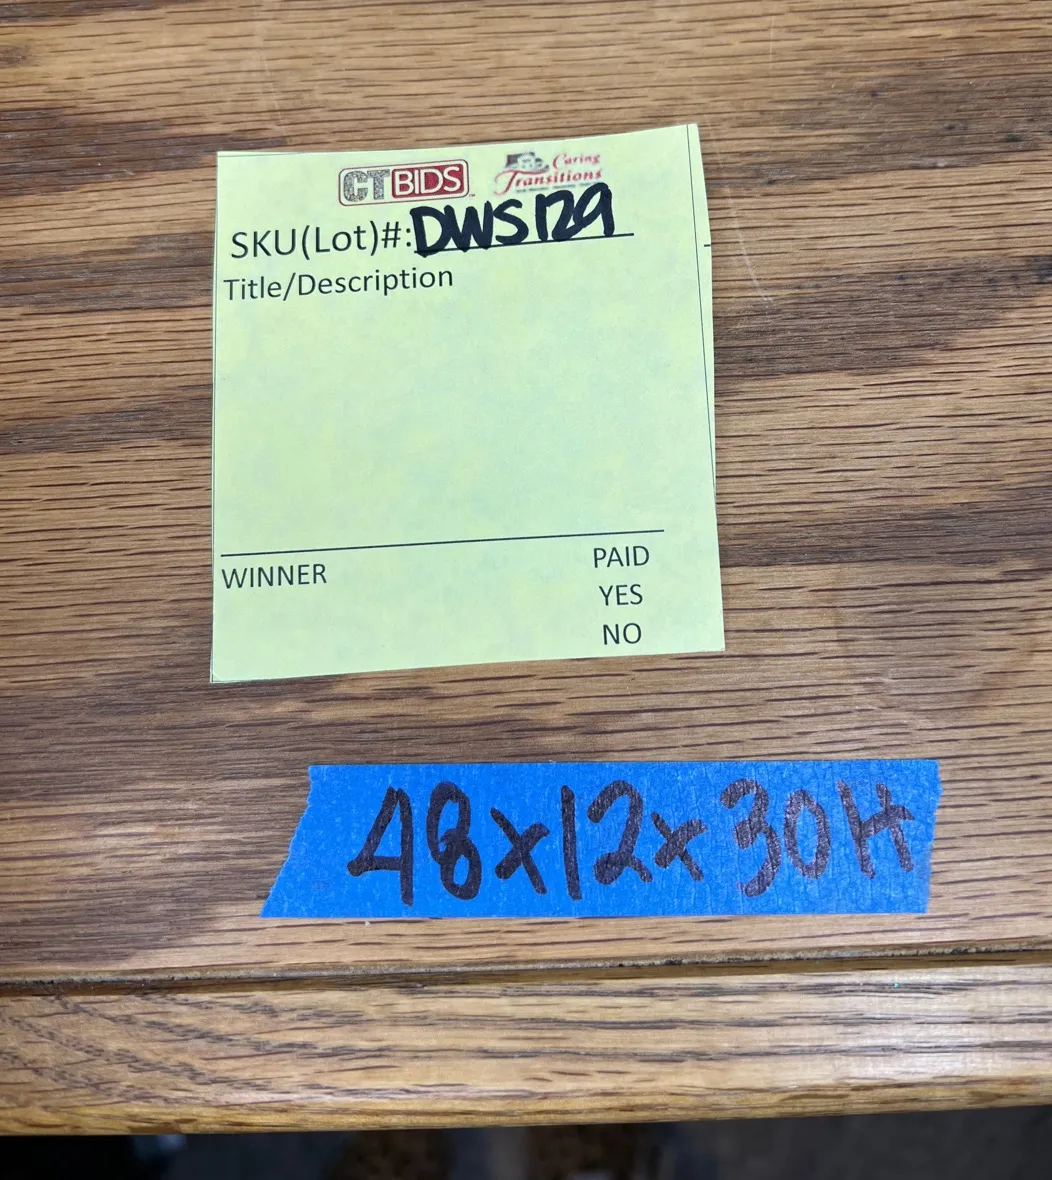 CTBIDS
Caring
Transitions
SKU(Lot)#:DWS129
Title/Description
WINNER
PAID
YES
NO
48x12x30H